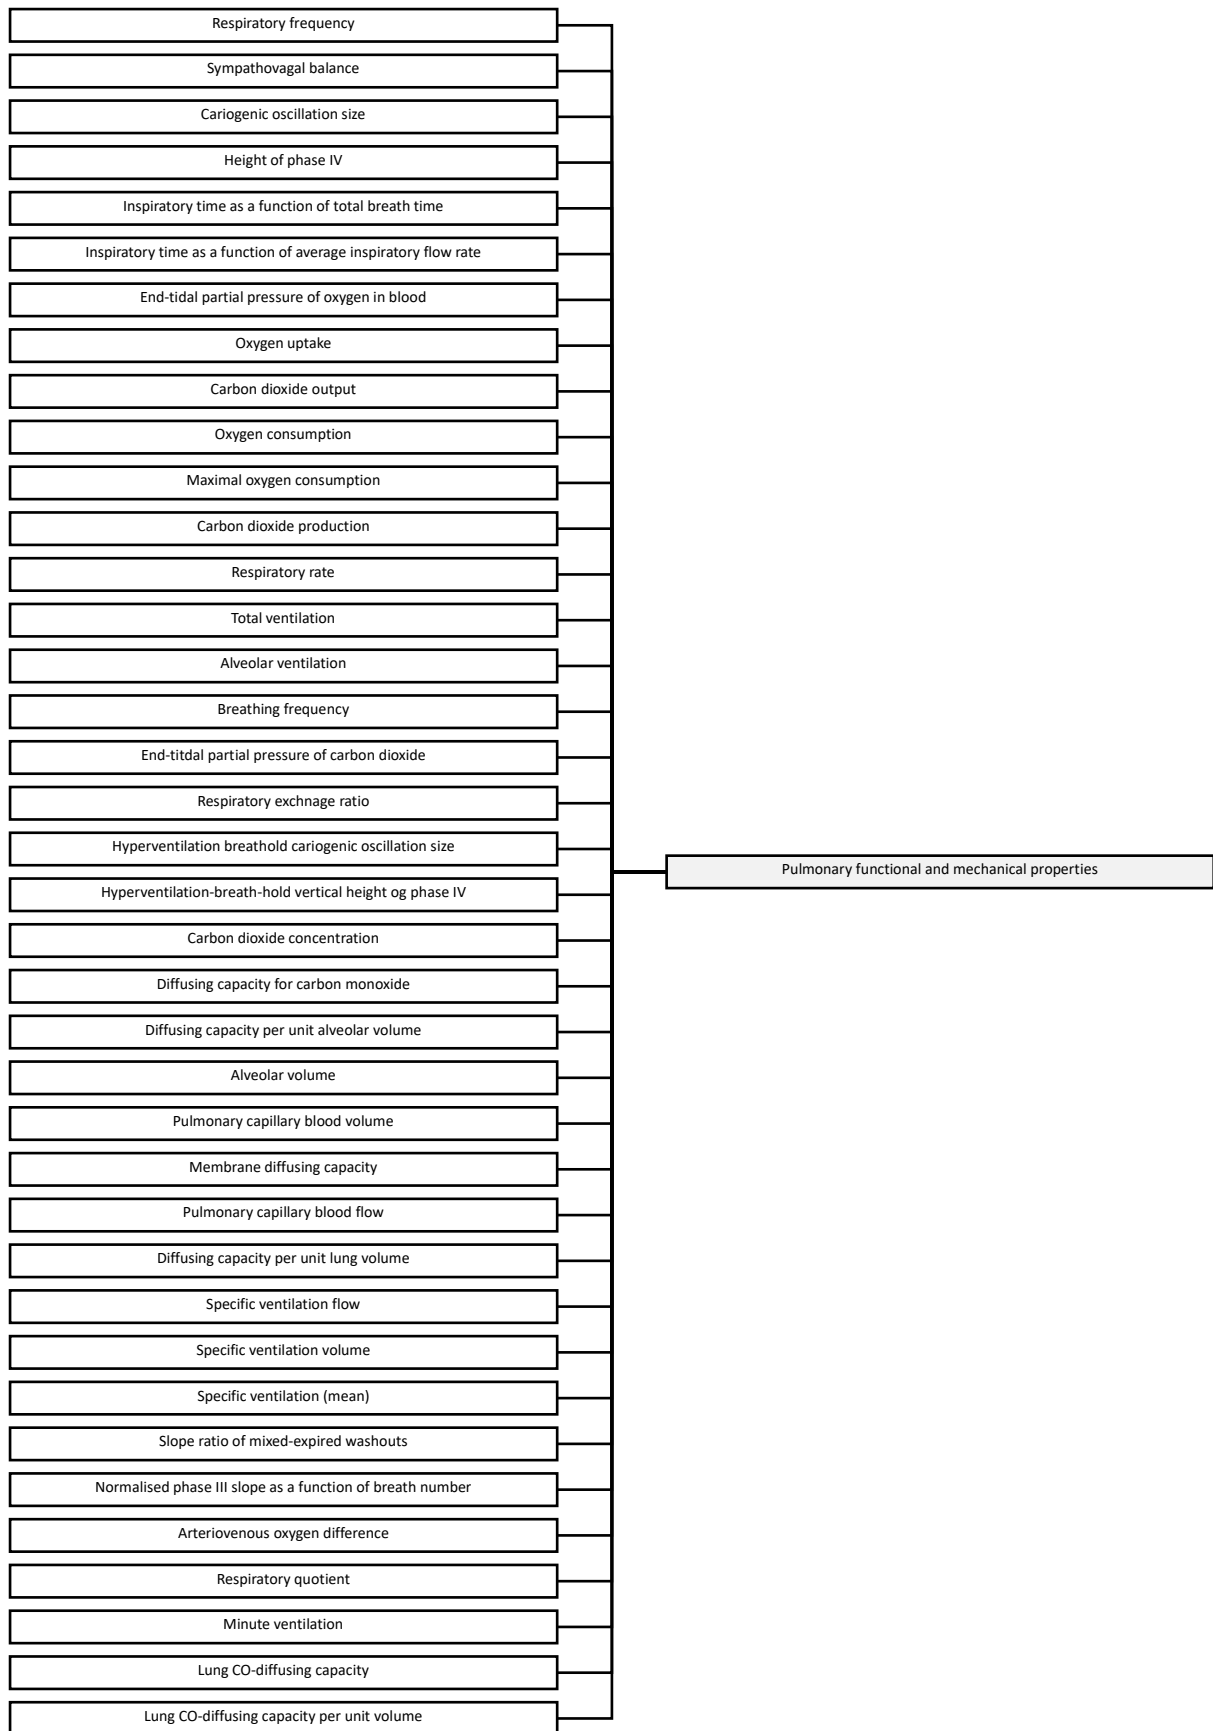 Respiratory frequency
Sympathovagal balance
Cariogenic oscillation size
Height of phase IV
Inspiratory time as a function of total breath time
Inspiratory time as a function of average inspiratory flow rate
End-tidal partial pressure of oxygen in blood
Oxygen uptake
Carbon dioxide output
Oxygen consumption
Maximal oxygen consumption
Carbon dioxide production
Respiratory rate
Total ventilation
Alveolar ventilation
Breathing frequency
End-titdal partial pressure of carbon dioxide
Respiratory exchnage ratio
Hyperventilation breathold cariogenic oscillation size
Pulmonary functional and mechanical properties
Hyperventilation-breath-hold vertical height og phase IV
Carbon dioxide concentration
Diffusing capacity for carbon monoxide
Diffusing capacity per unit alveolar volume
Alveolar volume
Pulmonary capillary blood volume
Membrane diffusing capacity
Pulmonary capillary blood flow
Diffusing capacity per unit lung volume
Specific ventilation flow
Specific ventilation volume
Specific ventilation (mean)
Slope ratio of mixed-expired washouts
Normalised phase III slope as a function of breath number
Arteriovenous oxygen difference
Respiratory quotient
Minute ventilation
Lung CO-diffusing capacity
Lung CO-diffusing capacity per unit volume